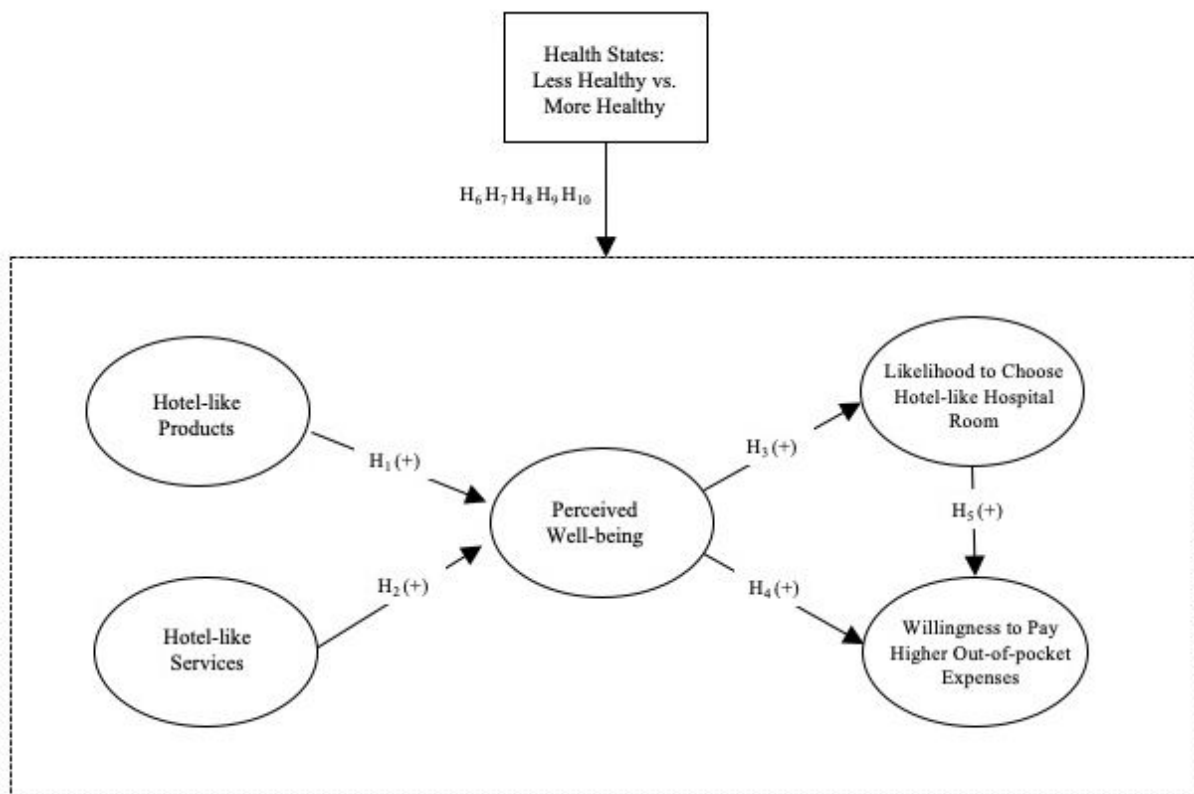 Health States:
Less Healthy vs.
More Healthy
H₆ H₇ H₈ H₉ H₁₀
Hotel-like
Products
H₁ (+)
Hotel-like
Services
H₂ (+)
Perceived
Well-being
H₃ (+)
H₄ (+)
Likelihood to Choose
Hotel-like Hospital
Room
H₅ (+)
Willingness to Pay
Higher Out-of-pocket
Expenses